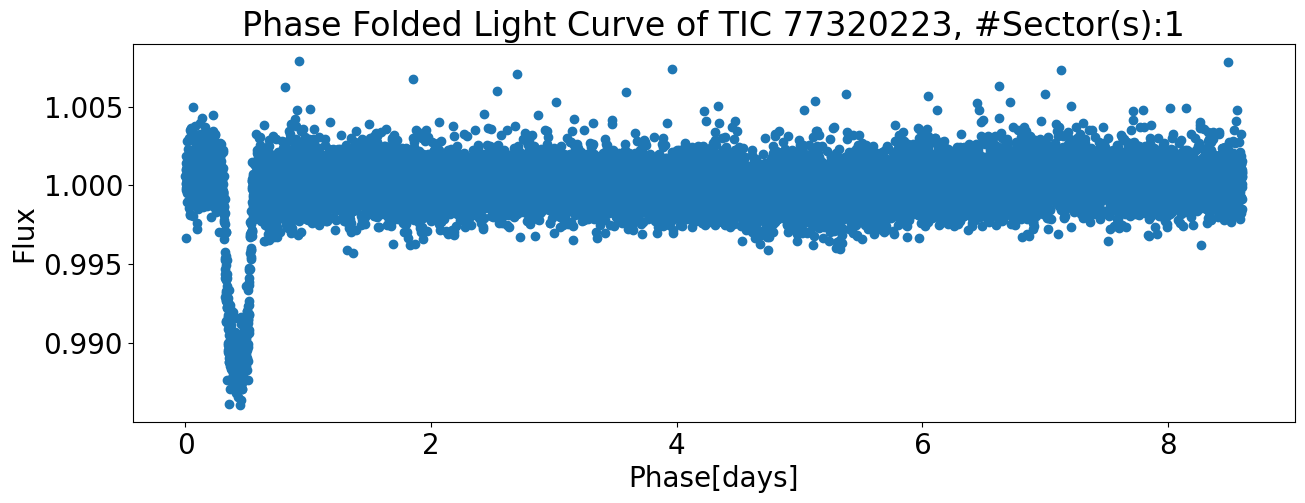 Phase Folded Light Curve of TIC 77320223, #Sector(s):1
1.005
1.000
0.995
0.990
Flux
0 2 4 6 8
Phase[days]